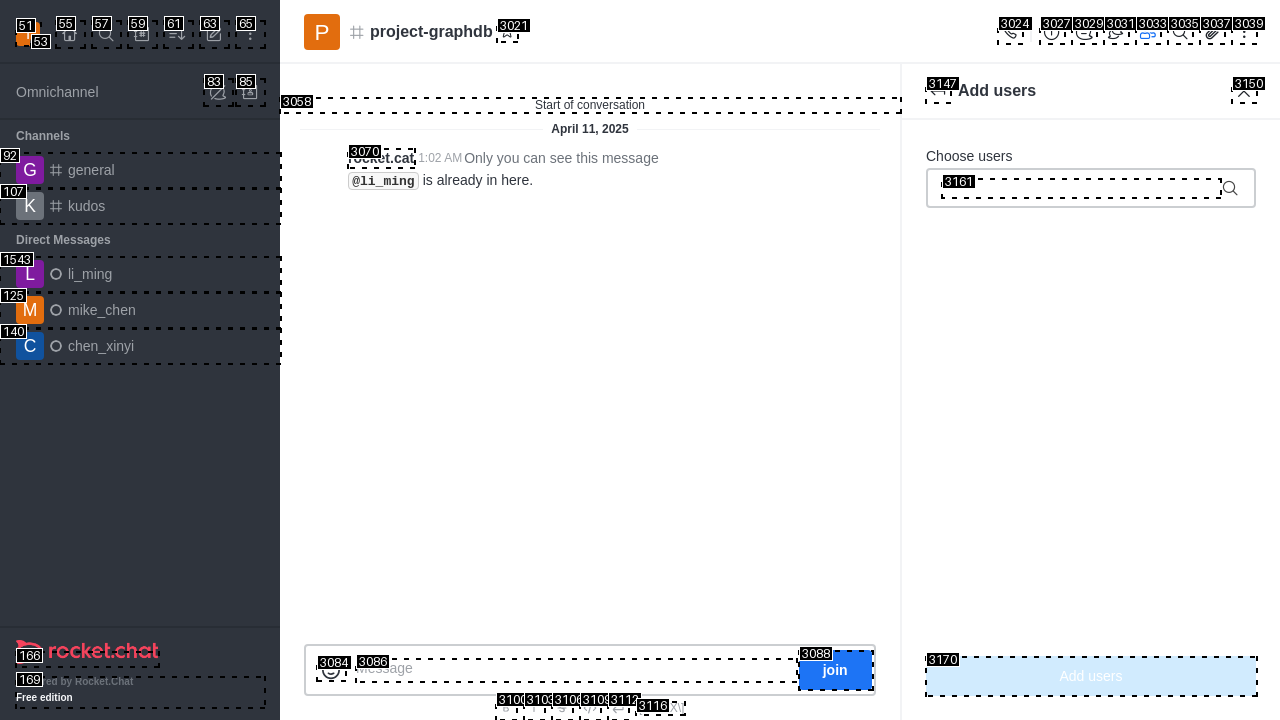 51
53
55
57
59
61
63
65
P
project-graphdb
3021
3024
3027
3029
3031
3033
3035
3037
3039
Omnichannel
83
85
3147
Add users
3150
3058
Start of conversation
April 11, 2025
Channels
92
G
general
107
K
kudos
Direct Messages
1543
L
li_ming
125
M
mike_chen
140
C
chen_xinyi
3070
rocket.cat 1:02 AM Only you can see this message
@li_ming is already in here.
Choose users
3161
3084
3086
Message
3088
join
3100
3103
3106
3109
3112
3116
3170
Add users
166
rocket.chat
169
by Rocket.Chat
Free edition